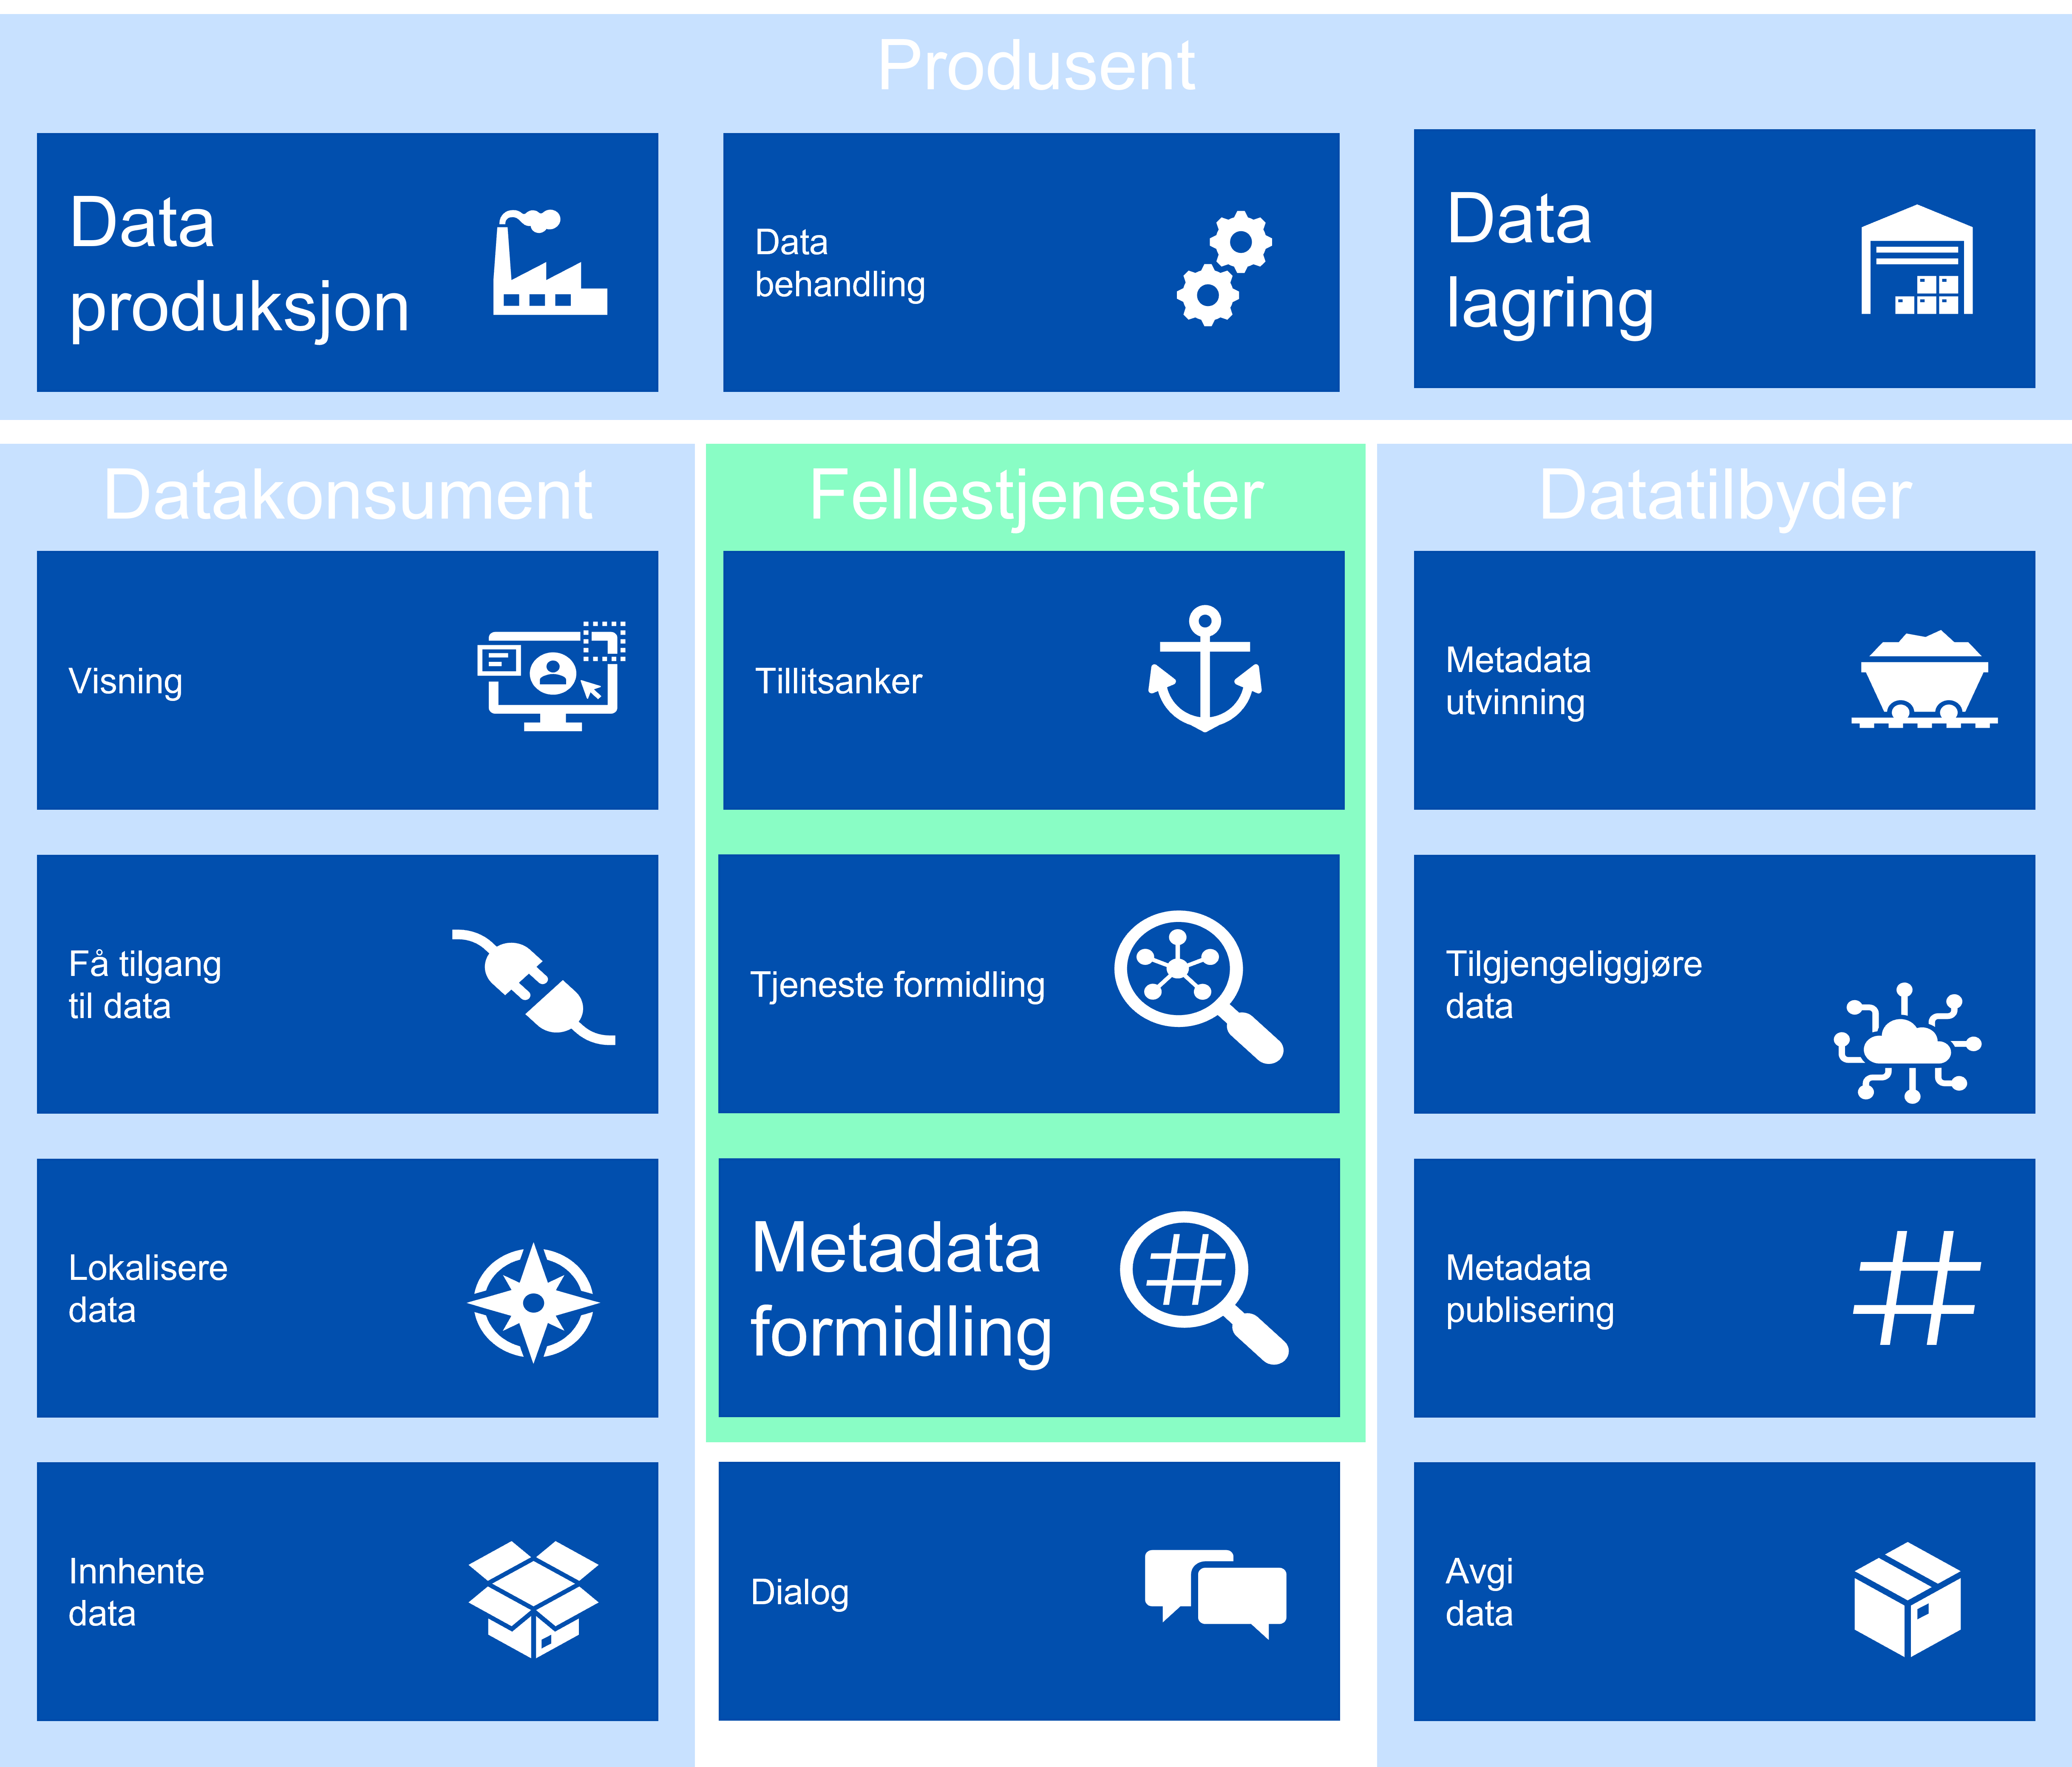 Produsent
Data
produksjon
Data
behandling
Data
lagring
Datakonsument
Visning
Få tilgang
til data
Lokalisere
data
Innhente
data
Fellestjenester
Tillitsanker
Tjeneste formidling
Metadata
formidling
Dialog
Datatilbyder
Metadata
utvinning
Tilgjengeliggjøre
data
Metadata
publisering
Avgi
data